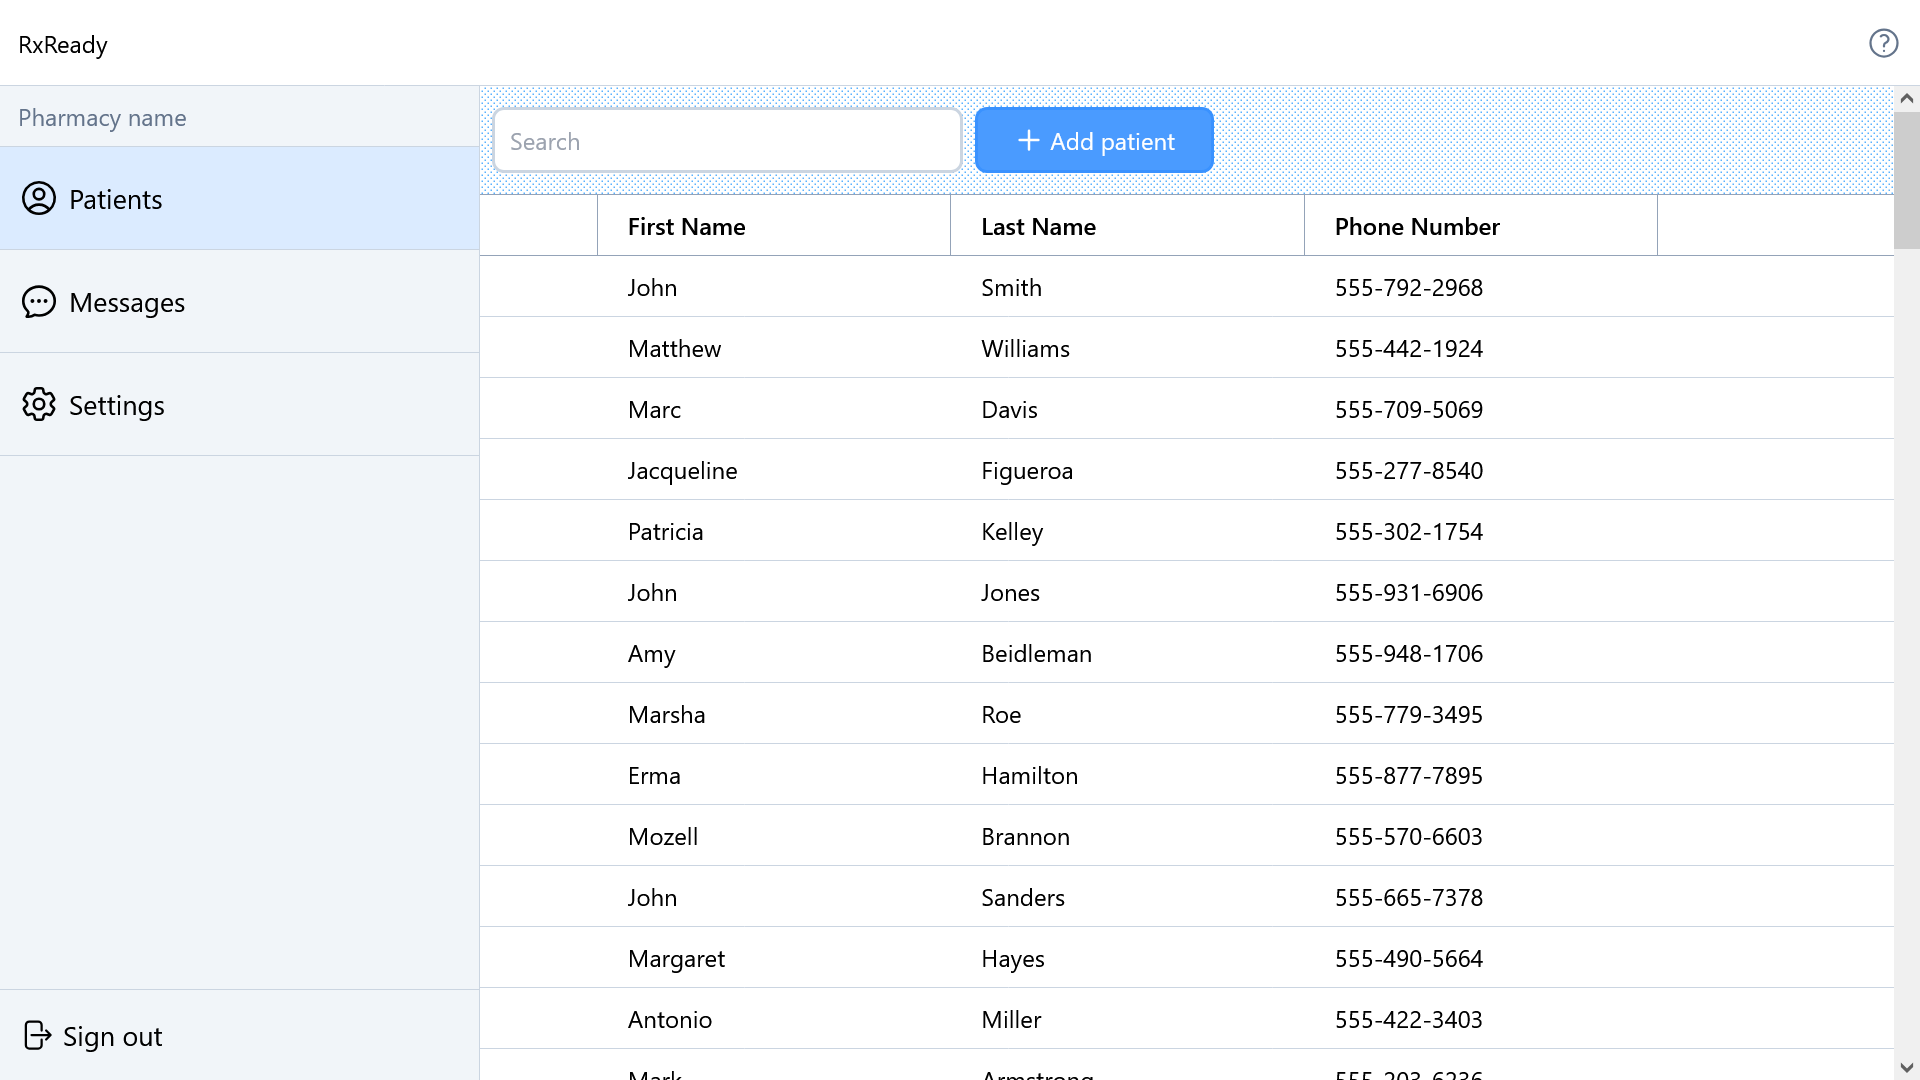 RxReady
Pharmacy name
Patients
Messages
Settings
Sign out
Search
Add patient
First Name Last Name Phone Number
John Smith 555-792-2968
Matthew Williams 555-442-1924
Marc Davis 555-709-5069
Jacqueline Figueroa 555-277-8540
Patricia Kelley 555-302-1754
John Jones 555-931-6906
Amy Beidleman 555-948-1706
Marsha Roe 555-779-3495
Erma Hamilton 555-877-7895
Mozell Brannon 555-570-6603
John Sanders 555-665-7378
Margaret Hayes 555-490-5664
Antonio Miller 555-422-3403
Mark Armstrong